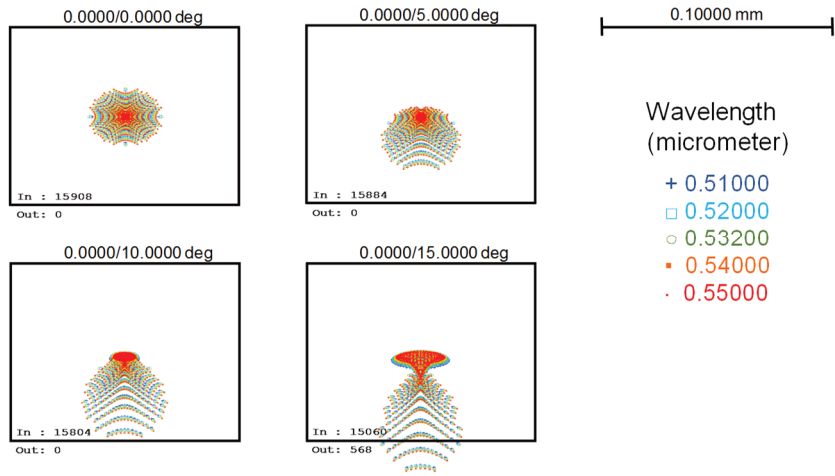 0.0000/0.0000 deg
0.0000/5.0000 deg
0.10000 mm
In : 15908
Out: 0
In : 15884
Out: 0
Wavelength
(micrometer)
+ 0.51000
□ 0.52000
○ 0.53200
▪ 0.54000
· 0.55000
0.0000/10.0000 deg
0.0000/15.0000 deg
In : 15804
Out: 0
In : 15060
Out: 568